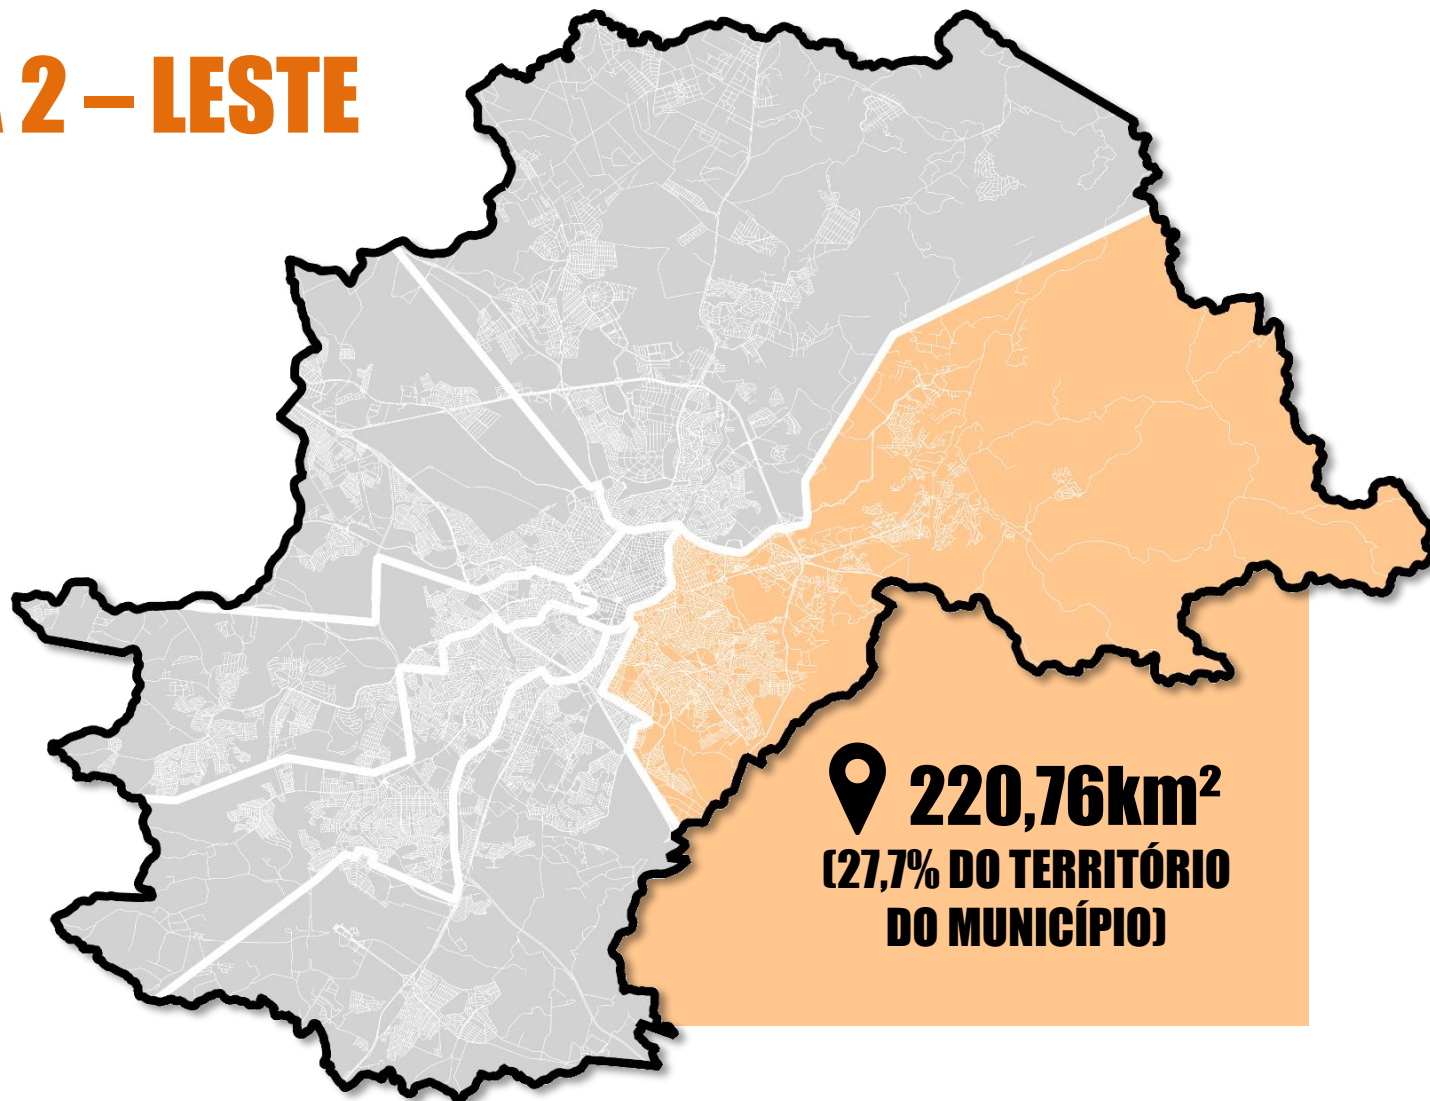 2 – LESTE
220,76km²
(27,7% DO TERRITÓRIO
DO MUNICÍPIO)